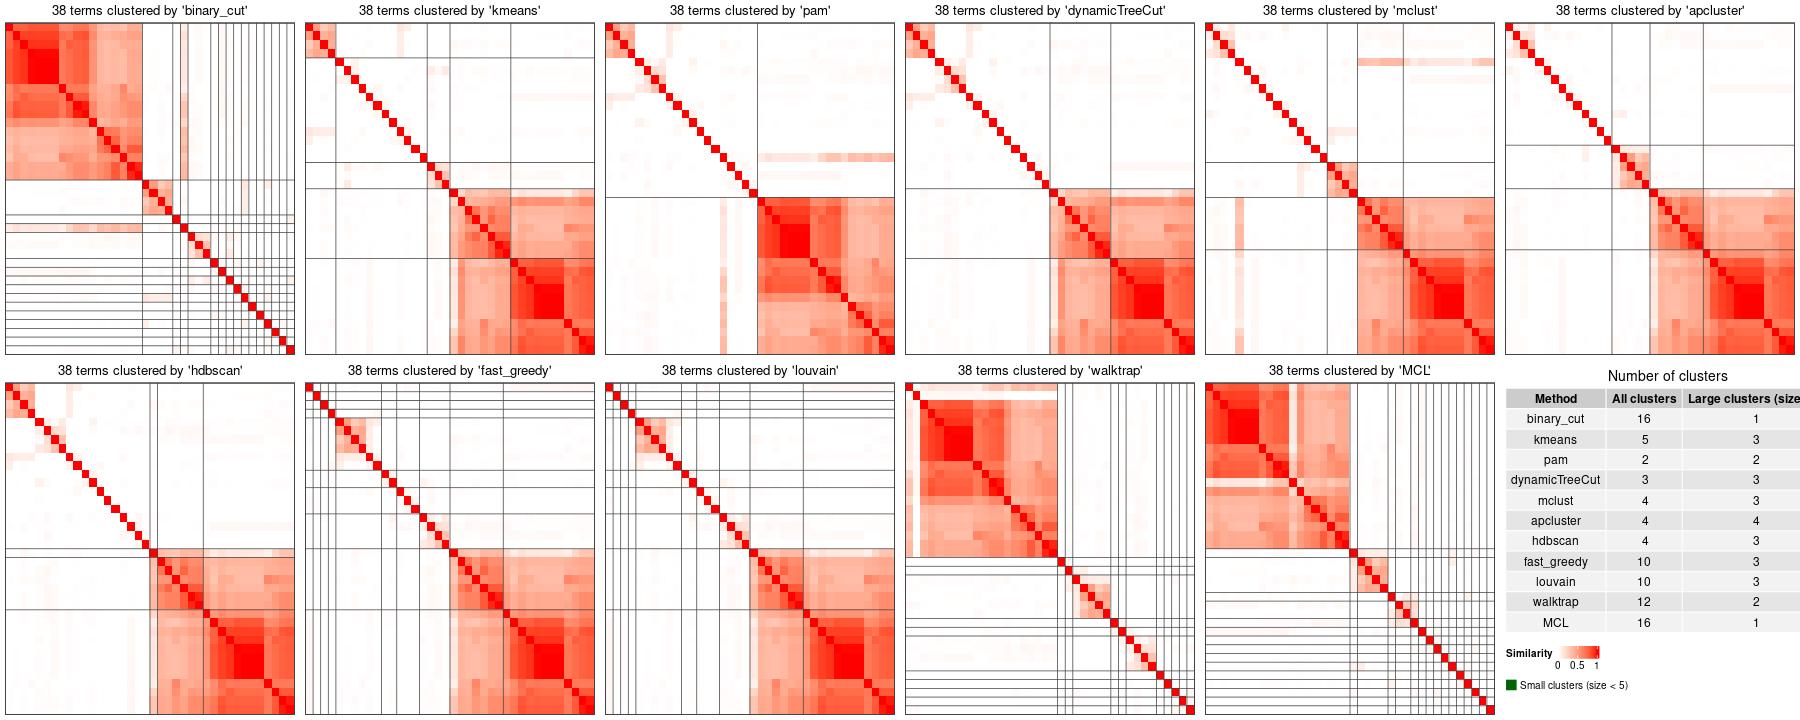 38 terms clustered by 'binary_cut'
38 terms clustered by 'kmeans'
38 terms clustered by 'pam'
38 terms clustered by 'dynamicTreeCut'
38 terms clustered by 'mclust'
38 terms clustered by 'apcluster'
38 terms clustered by 'hdbscan'
38 terms clustered by 'fast_greedy'
38 terms clustered by 'louvain'
38 terms clustered by 'walktrap'
38 terms clustered by 'MCL'
Number of clusters
Method All clusters Large clusters (size
binary_cut 16 1
kmeans 5 3
pam 2 2
dynamicTreeCut 3 3
mclust 4 3
apcluster 4 4
hdbscan 4 3
fast_greedy 10 3
louvain 10 3
walktrap 12 2
MCL 16 1
Similarity
0 0.5 1
Small clusters (size < 5)